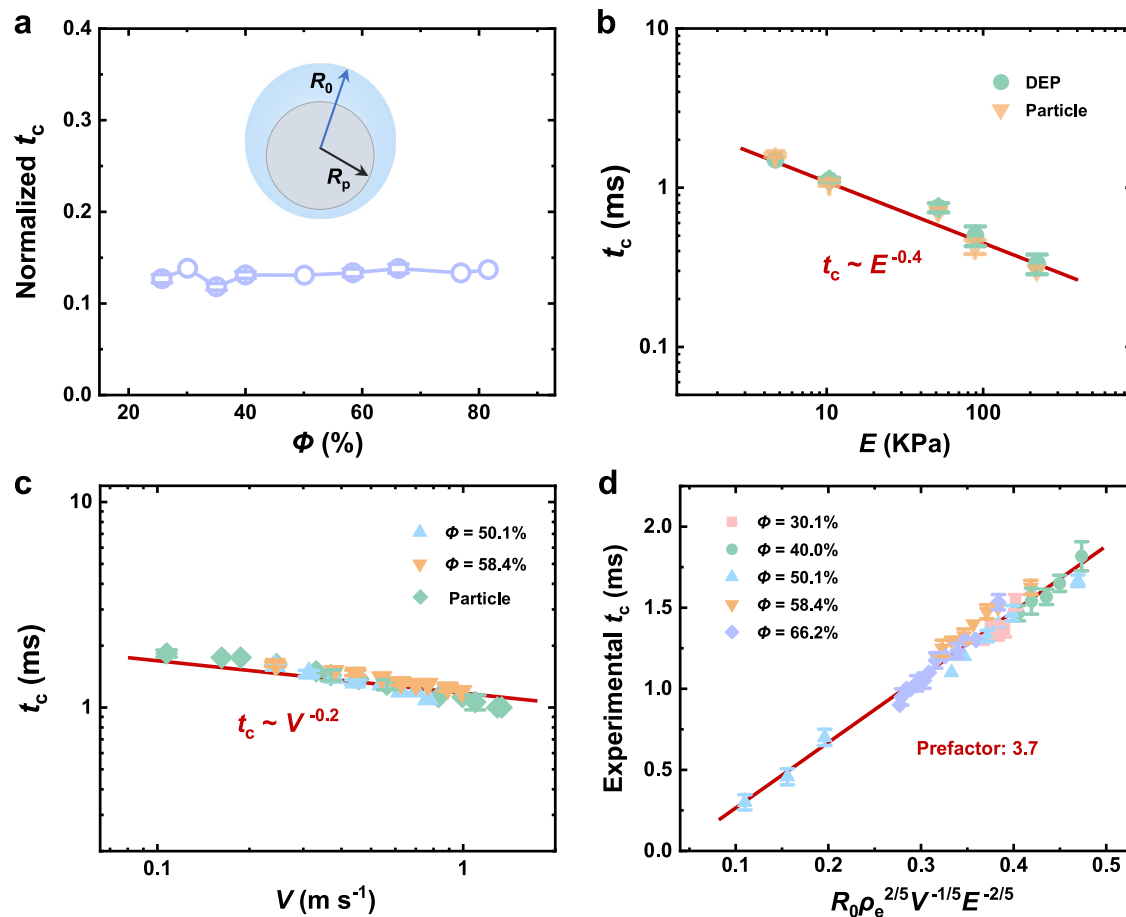 a
0.4
0.3
0.2
0.1
0.0
Normalized tc
R0
Rp
20 40 60 80
Φ (%)
b
10
1
0.1
tc (ms)
DEP
Particle
tc ~ E-0.4
10 100
E (KPa)
c
10
1
tc (ms)
Φ = 50.1%
Φ = 58.4%
Particle
tc ~ V-0.2
0.1 1
V (m s-1)
d
2.0
1.5
1.0
0.5
0.0
Experimental tc (ms)
Φ = 30.1%
Φ = 40.0%
Φ = 50.1%
Φ = 58.4%
Φ = 66.2%
Prefactor: 3.7
0.1 0.2 0.3 0.4 0.5
R0ρe2/5V-1/5E-2/5